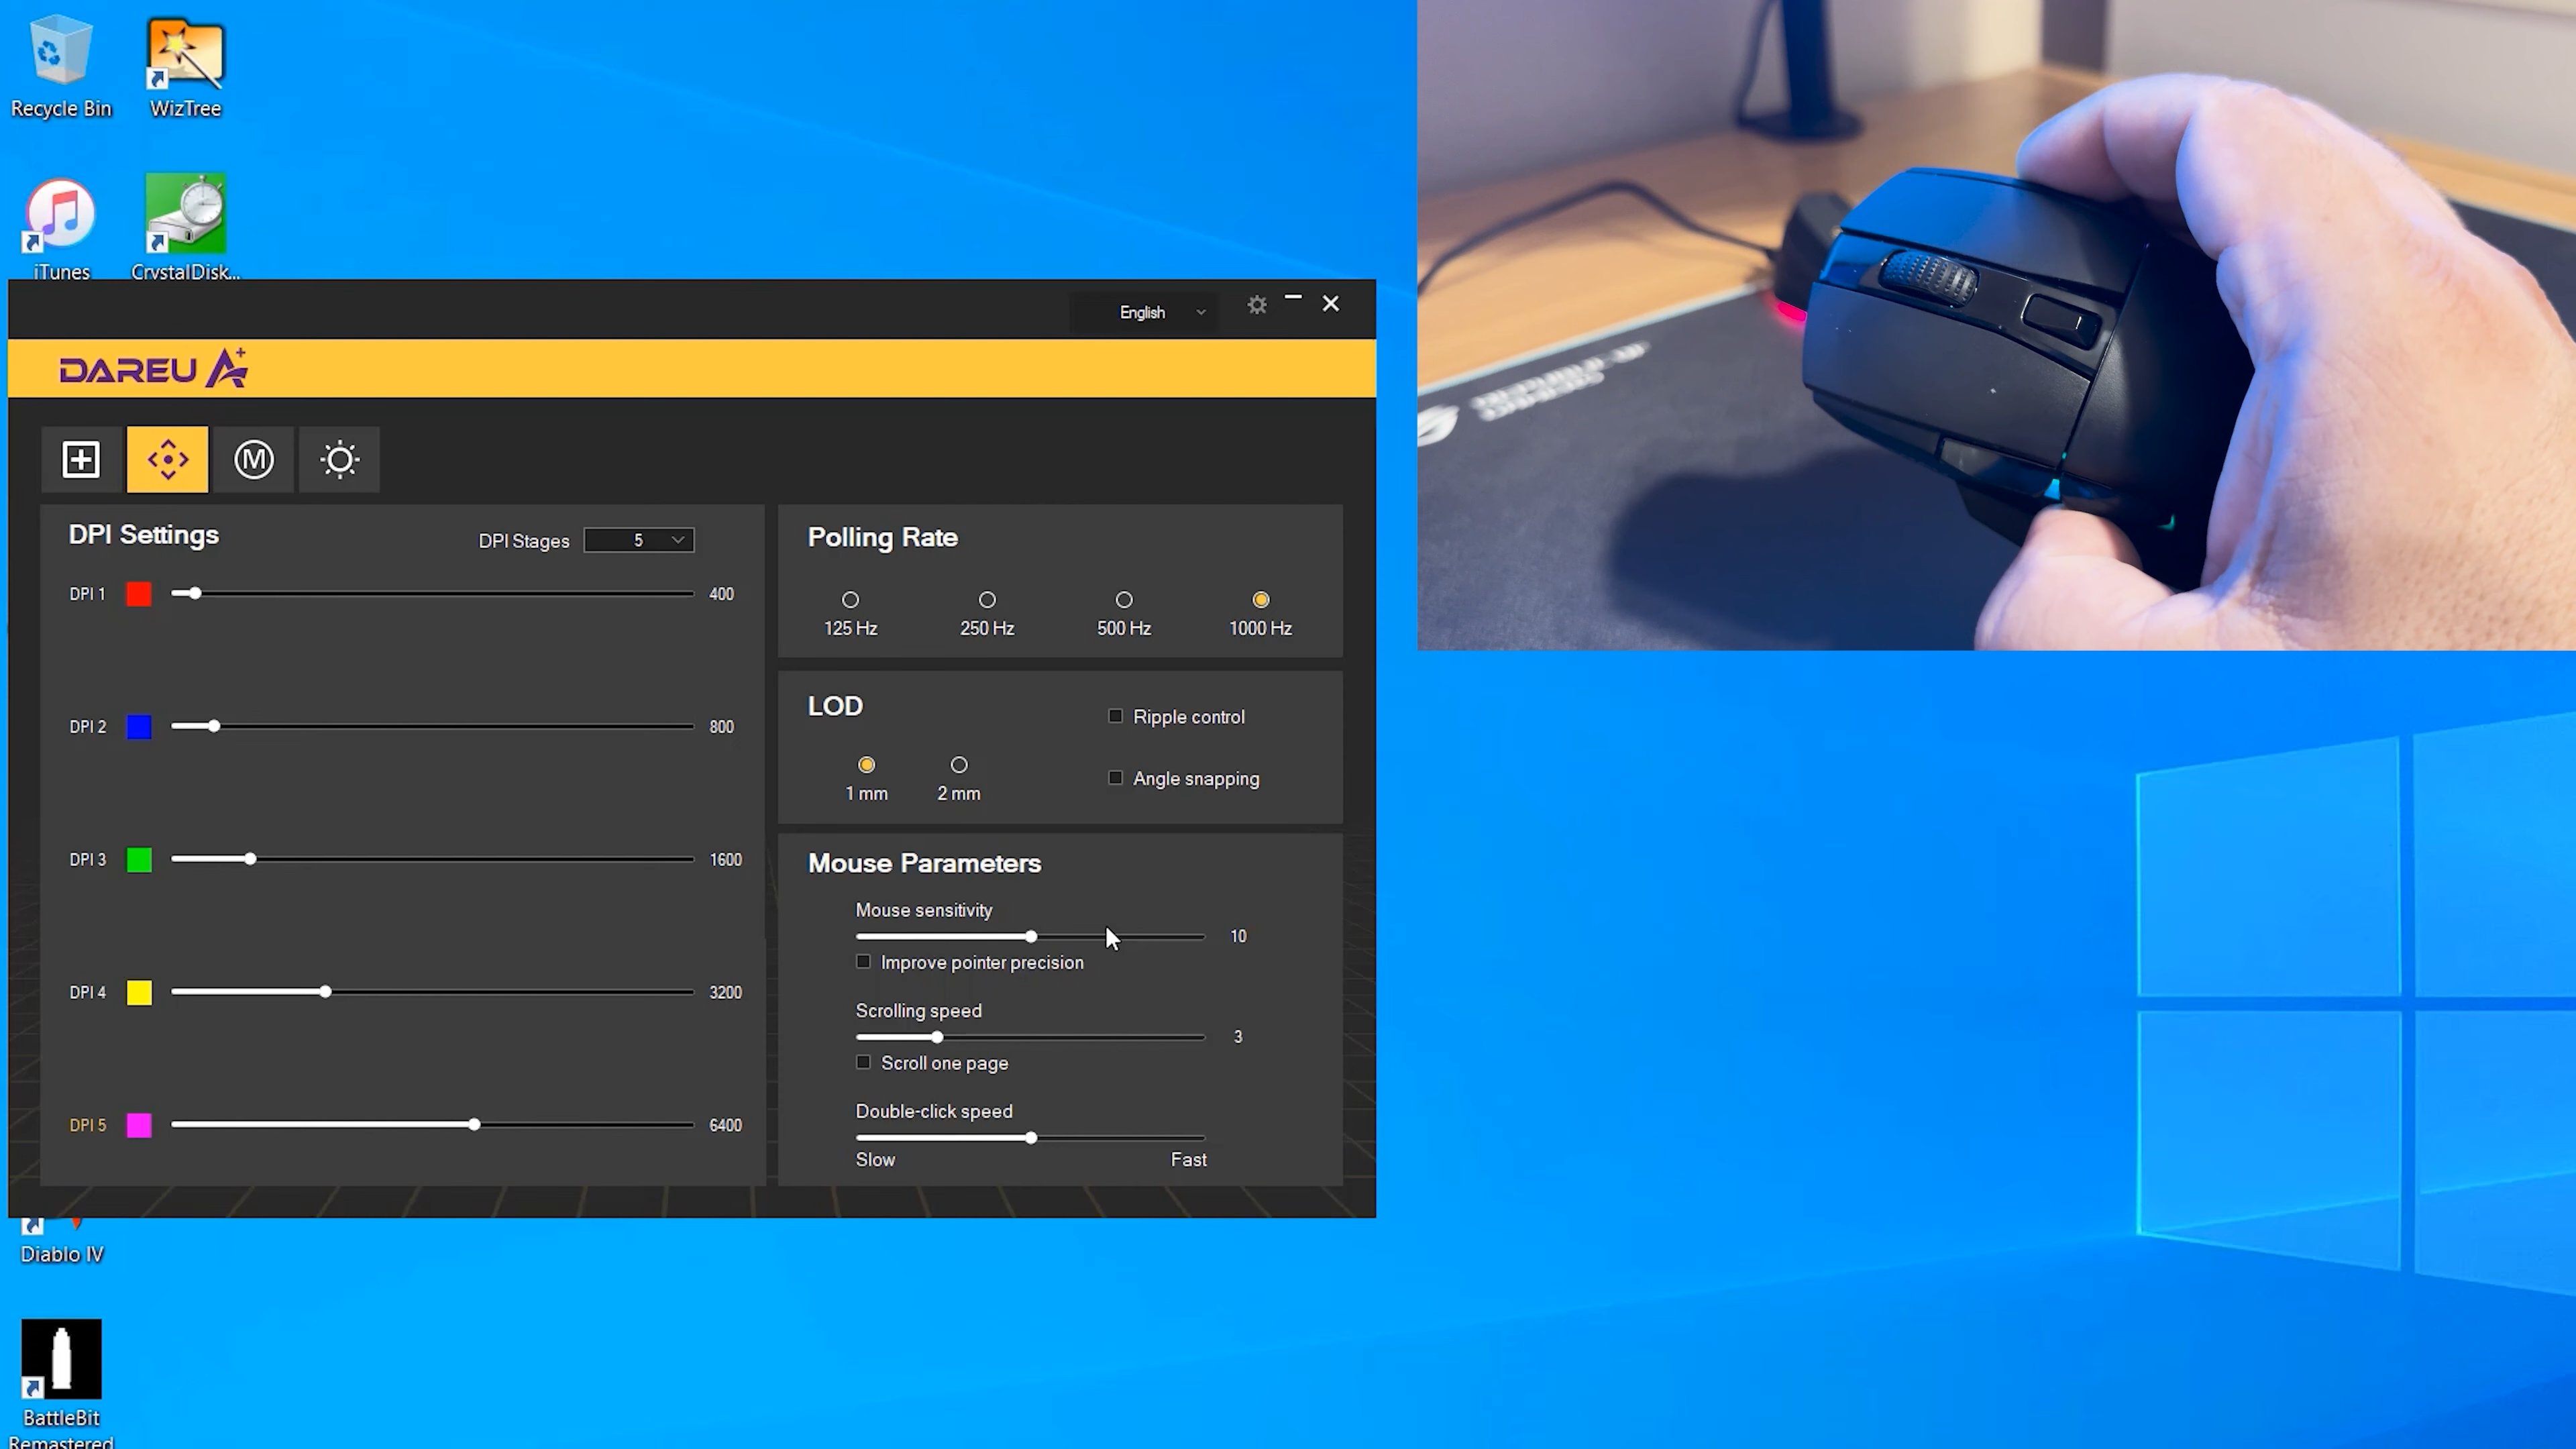 Recycle Bin
WizTree
iTunes
CrystalDisk...
English
DAREU A+
DPI Settings
DPI Stages 5
DPI 1 400
DPI 2 800
DPI 3 1600
DPI 4 3200
DPI 5 6400
Polling Rate
125 Hz 250 Hz 500 Hz 1000 Hz
LOD
Ripple control
1 mm 2 mm
Angle snapping
Mouse Parameters
Mouse sensitivity
10
Improve pointer precision
Scrolling speed
3
Scroll one page
Double-click speed
Slow Fast
Diablo IV
BattleBit
Remastered